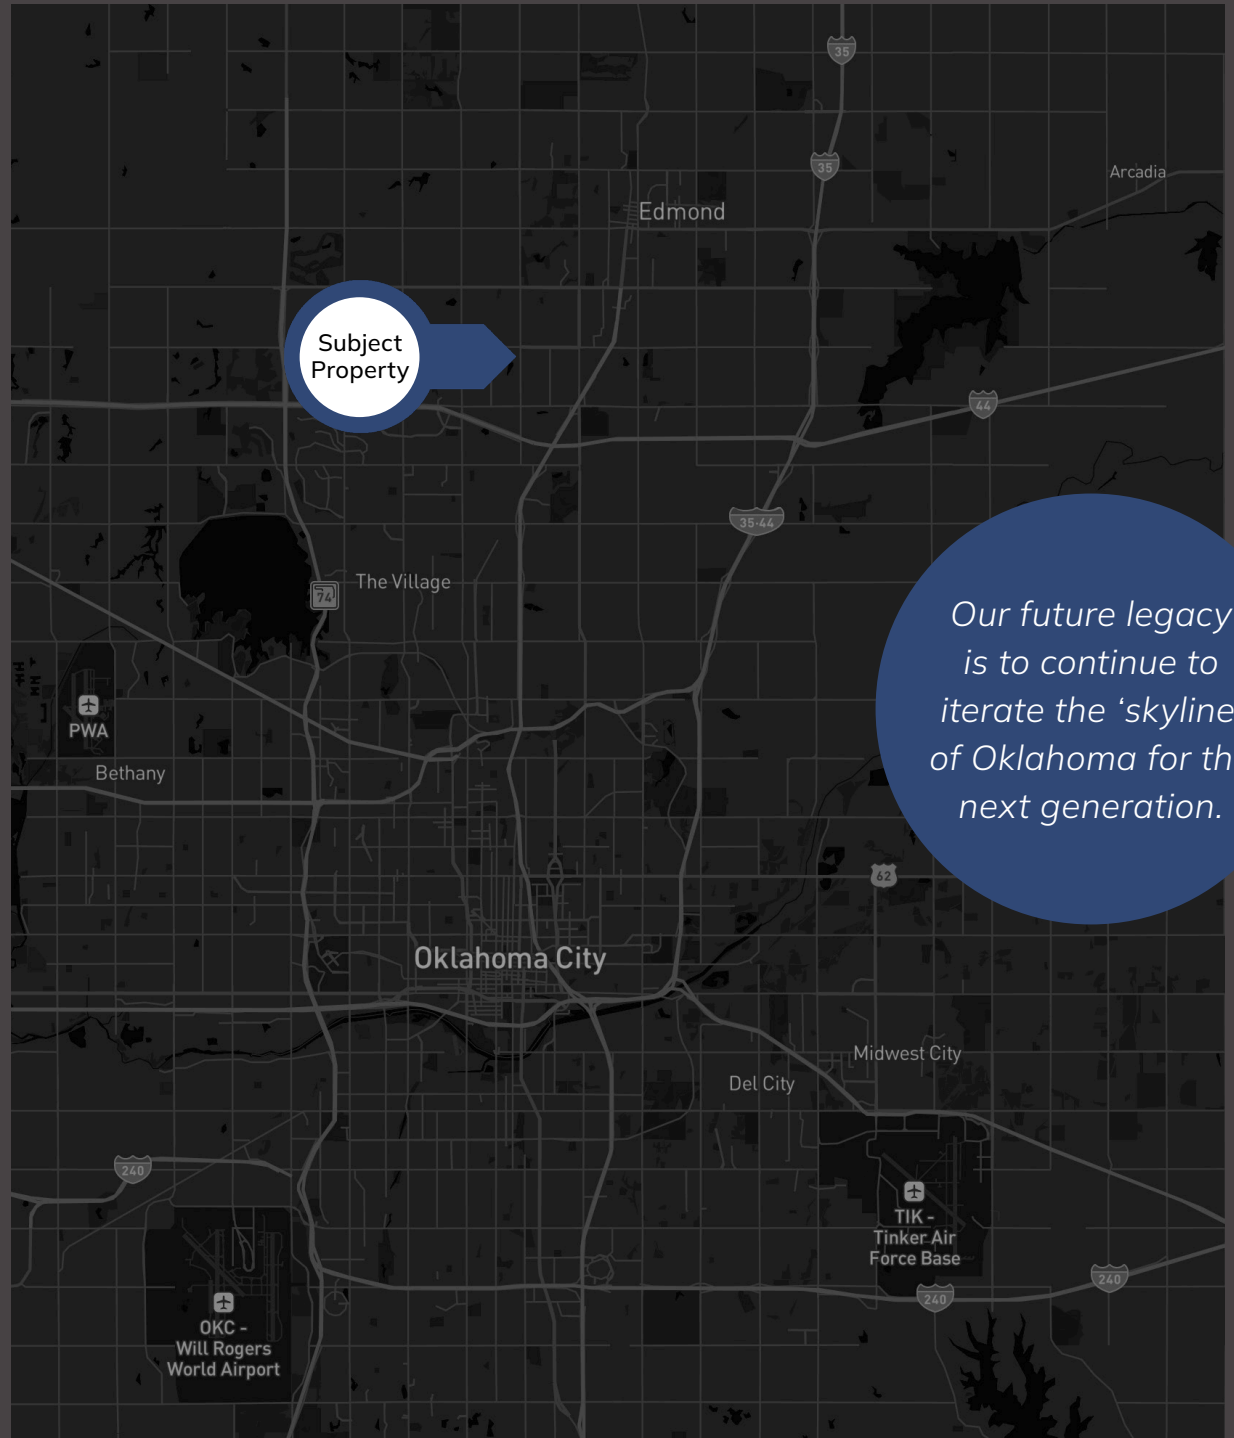 35
35
Arcadia
Edmond
Subject
Property
44
35-44
The Village
74
Our future legacy
is to continue to
iterate the ‘skyline
of Oklahoma for th
next generation.
PWA
Bethany
62
Oklahoma City
Midwest City
Del City
240
TIK -
Tinker Air
Force Base
240
240
OKC -
Will Rogers
World Airport